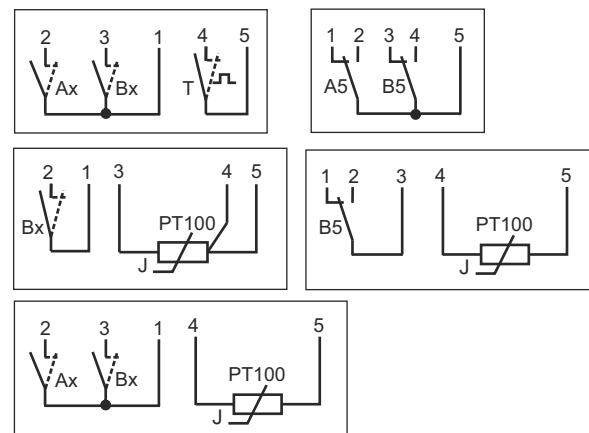 2 3 1 4 5
Ax Bx T
1 2 3 4 5
A5 B5
2 1 3 4 5
Bx PT100
J
1 2 3 4 5
B5 PT100
J
2 3 1 4 5
Ax Bx PT100
J